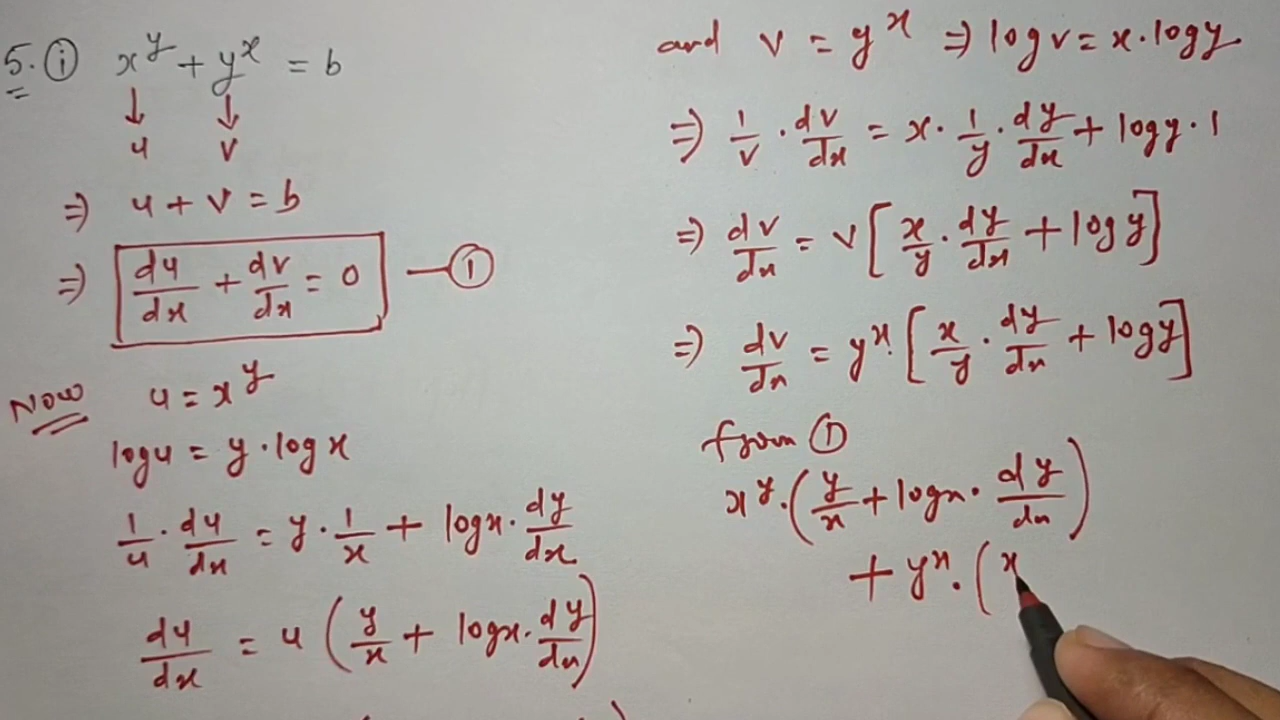 5. ⓘ x^y + y^x = b
↓ ↓
u v
⇒ u + v = b
⇒ du/dx + dv/dx = 0 — ①
Now u = x^y
log u = y · log x
1/u · du/dx = y · 1/x + log x · dy/dx
du/dx = u ( y/x + log x · dy/dx )
and v = y^x ⇒ log v = x · log y
⇒ 1/v · dv/dx = x · 1/y · dy/dx + log y · 1
⇒ dv/dx = v [ x/y · dy/dx + log y ]
⇒ dv/dx = y^x · [ x/y · dy/dx + log y ]
from ①
x^y · ( y/x + log x · dy/dx )
+ y^x · ( x